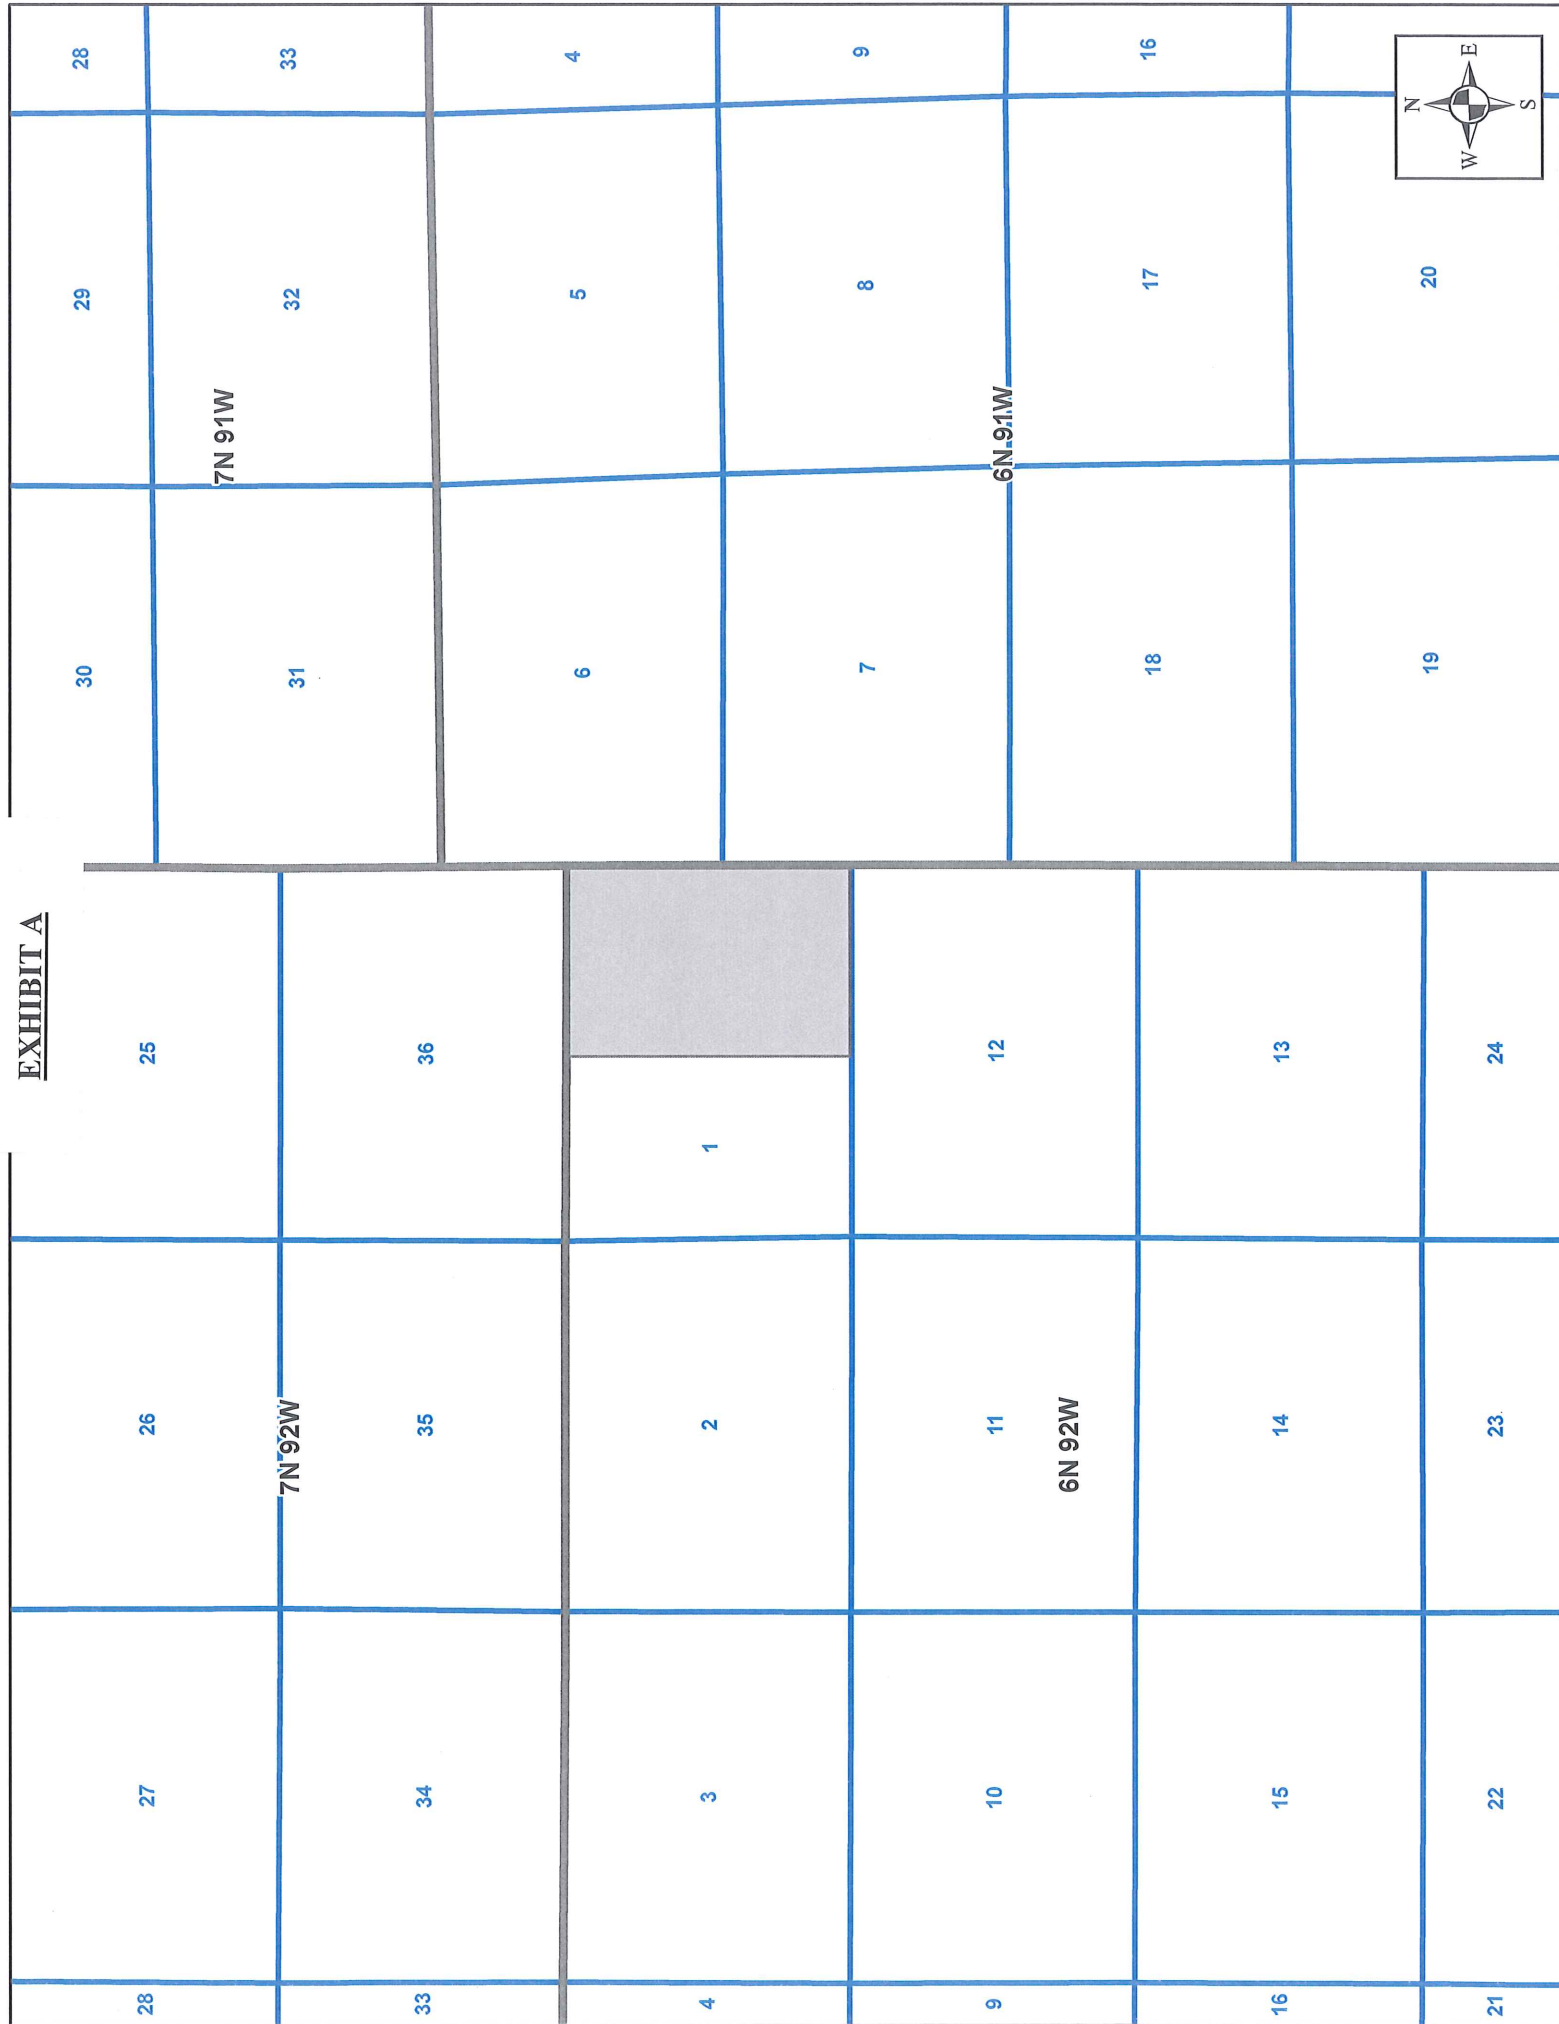 EXHIBIT A
28 27 26 25 30 29 28
7N 92W 7N 91W
33 34 35 36 31 32 33
4 3 2 1 6 5 4
9 10 11 12 7 8 9
6N 92W 6N 91W
16 15 14 13 18 17 16
21 22 23 24 19 20
N
W E
S